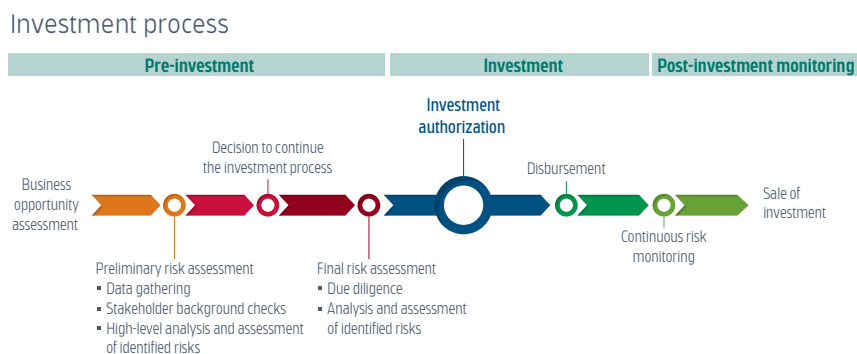 Investment process
Pre-investment
Investment
Post-investment monitoring
Investment
authorization
Decision to continue
the investment process
Disbursement
Business
opportunity
assessment
Sale of
investment
Continuous risk
monitoring
Preliminary risk assessment
▪ Data gathering
▪ Stakeholder background checks
▪ High-level analysis and assessment
of identified risks
Final risk assessment
▪ Due diligence
▪ Analysis and assessment
of identified risks